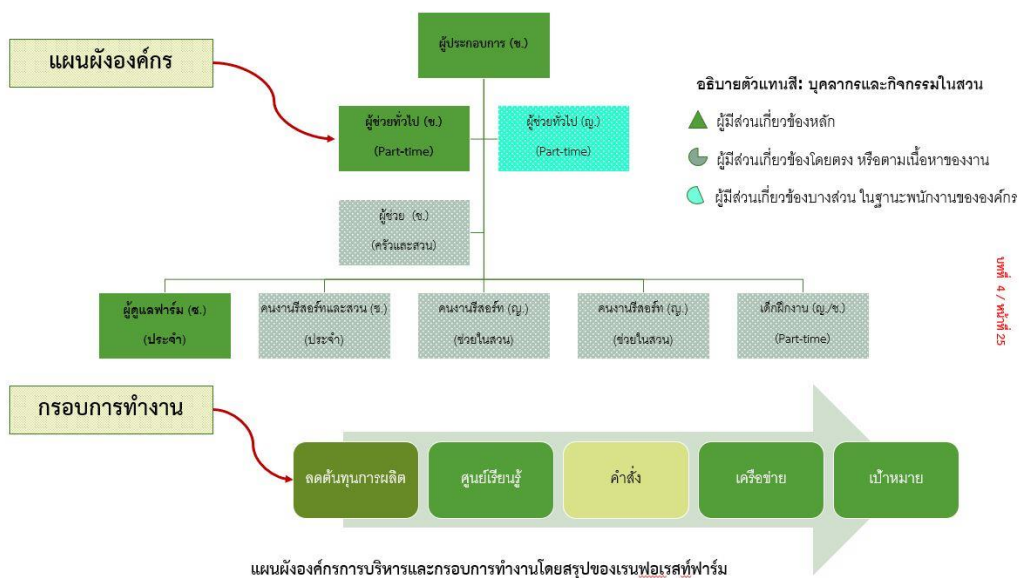 แผนผังองค์กร
ผู้ประกอบการ (ช.)
ผู้ช่วยทั่วไป (ช.)
(Part-time)
ผู้ช่วยทั่วไป (ญ.)
(Part-time)
ผู้ช่วย (ช.)
(ครัวและสวน)
ผู้ดูแลฟาร์ม (ช.)
(ประจำ)
คนงานรีสอร์ทและสวน (ช.)
(ประจำ)
คนงานรีสอร์ท (ญ.)
(ช่วยในสวน)
คนงานรีสอร์ท (ญ.)
(ช่วยในสวน)
เด็กฝึกงาน (ญ./ช.)
(Part-time)
อธิบายตัวแทนสี: บุคลากรและกิจกรรมในสวน
ผู้มีส่วนเกี่ยวข้องหลัก
ผู้มีส่วนเกี่ยวข้องโดยตรง หรือตามเนื้อหาของงาน
ผู้มีส่วนเกี่ยวข้องบางส่วน ในฐานะพนักงานขององค์กร
บทที่ 4 / หน้าที่ 25
กรอบการทำงาน
ลดต้นทุนการผลิต
ศูนย์เรียนรู้
คำสั่ง
เครือข่าย
เป้าหมาย
แผนผังองค์กรการบริหารและกรอบการทำงานโดยสรุปของเรนฟอเรสท์ฟาร์ม